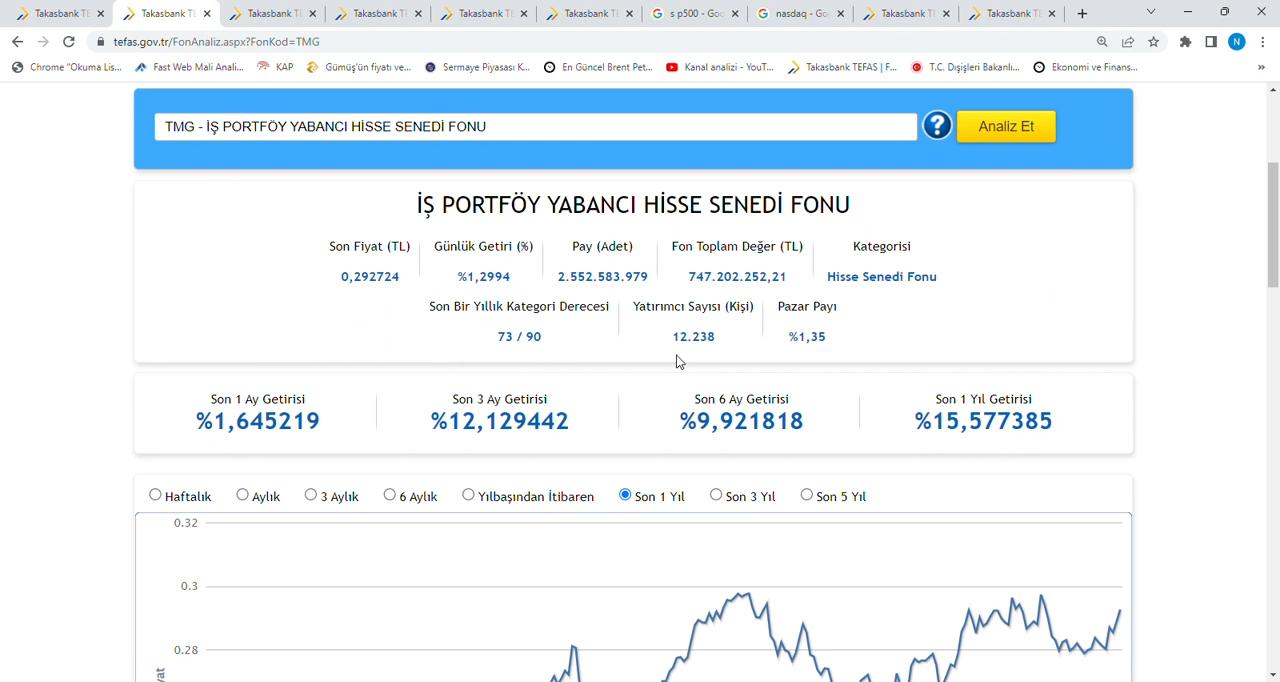 Takasbank TE
Takasbank TE
Takasbank TE
Takasbank TE
Takasbank TE
Takasbank TE
s p500 - Goo
nasdaq - Go
Takasbank TE
Takasbank TE
tefas.gov.tr/FonAnaliz.aspx?FonKod=TMG
N
Chrome "Okuma Lis...
Fast Web Mali Anali...
KAP
Gümüş'ün fiyatı ve...
Sermaye Piyasası K...
En Güncel Brent Pet...
Kanal analizi - YouT...
Takasbank TEFAS | F...
T.C. Dışişleri Bakanlı...
Ekonomi ve Finans...
»
TMG - İŞ PORTFÖY YABANCI HİSSE SENEDİ FONU
?
Analiz Et
İŞ PORTFÖY YABANCI HİSSE SENEDİ FONU
Son Fiyat (TL)
Günlük Getiri (%)
Pay (Adet)
Fon Toplam Değer (TL)
Kategorisi
0,292724
%1,2994
2.552.583.979
747.202.252,21
Hisse Senedi Fonu
Son Bir Yıllık Kategori Derecesi
Yatırımcı Sayısı (Kişi)
Pazar Payı
73 / 90
12.238
%1,35
Son 1 Ay Getirisi
Son 3 Ay Getirisi
Son 6 Ay Getirisi
Son 1 Yıl Getirisi
%1,645219
%12,129442
%9,921818
%15,577385
Haftalık
Aylık
3 Aylık
6 Aylık
Yılbaşından İtibaren
Son 1 Yıl
Son 3 Yıl
Son 5 Yıl
0.32
0.3
0.28